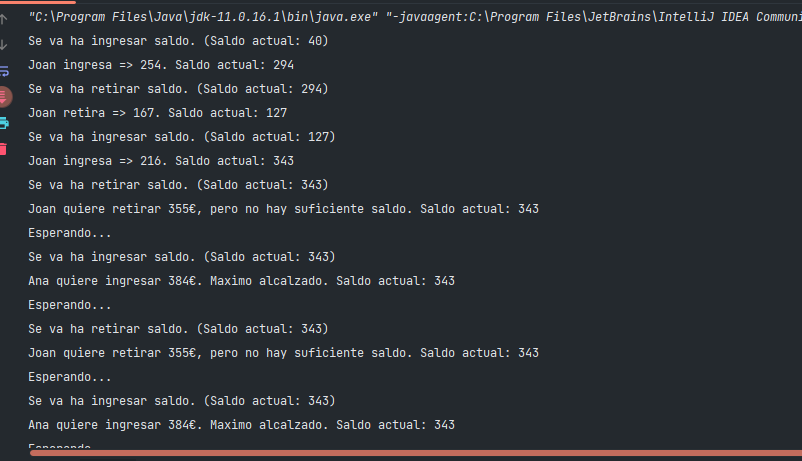 "C:\Program Files\Java\jdk-11.0.16.1\bin\java.exe" "-javaagent:C:\Program Files\JetBrains\IntelliJ IDEA Communi
Se va ha ingresar saldo. (Saldo actual: 40)
Joan ingresa => 254. Saldo actual: 294
Se va ha retirar saldo. (Saldo actual: 294)
Joan retira => 167. Saldo actual: 127
Se va ha ingresar saldo. (Saldo actual: 127)
Joan ingresa => 216. Saldo actual: 343
Se va ha retirar saldo. (Saldo actual: 343)
Joan quiere retirar 355€, pero no hay suficiente saldo. Saldo actual: 343
Esperando...
Se va ha ingresar saldo. (Saldo actual: 343)
Ana quiere ingresar 384€. Maximo alcalzado. Saldo actual: 343
Esperando...
Se va ha retirar saldo. (Saldo actual: 343)
Joan quiere retirar 355€, pero no hay suficiente saldo. Saldo actual: 343
Esperando...
Se va ha ingresar saldo. (Saldo actual: 343)
Ana quiere ingresar 384€. Maximo alcalzado. Saldo actual: 343
Esperando